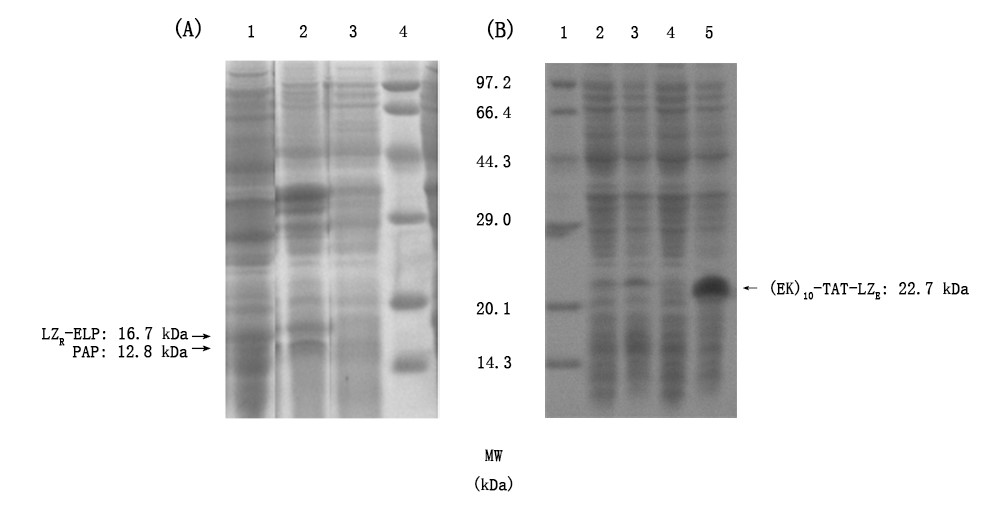 (A) 1 2 3 4 (B) 1 2 3 4 5
97.2
66.4
44.3
29.0
(EK)10-TAT-LZE: 22.7 kDa
20.1
LZR-ELP: 16.7 kDa
PAP: 12.8 kDa
14.3
MW
(kDa)